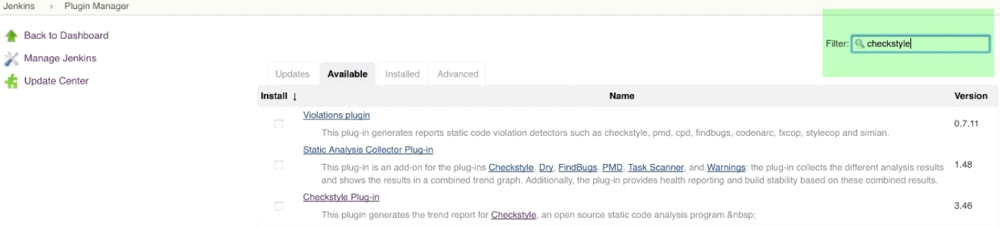 Jenkins Plugin Manager
Back to Dashboard
Manage Jenkins
Update Center
Filter: checkstyle
Updates Available Installed Advanced
Install ↓ Name Version
Violations plugin
This plug-in generates reports static code violation detectors such as checkstyle, pmd, cpd, findbugs, codenarc, fxcop, stylecop and simian.
0.7.11
Static Analysis Collector Plug-in
This plug-in is an add-on for the plug-ins Checkstyle, Dry, FindBugs, PMD, Task Scanner, and Warnings: the plug-in collects the different analysis results
and shows the results in a combined trend graph. Additionally, the plug-in provides health reporting and build stability based on these combined results.
1.48
Checkstyle Plug-in
This plugin generates the trend report for Checkstyle, an open source static code analysis program.&nbsp;
3.46